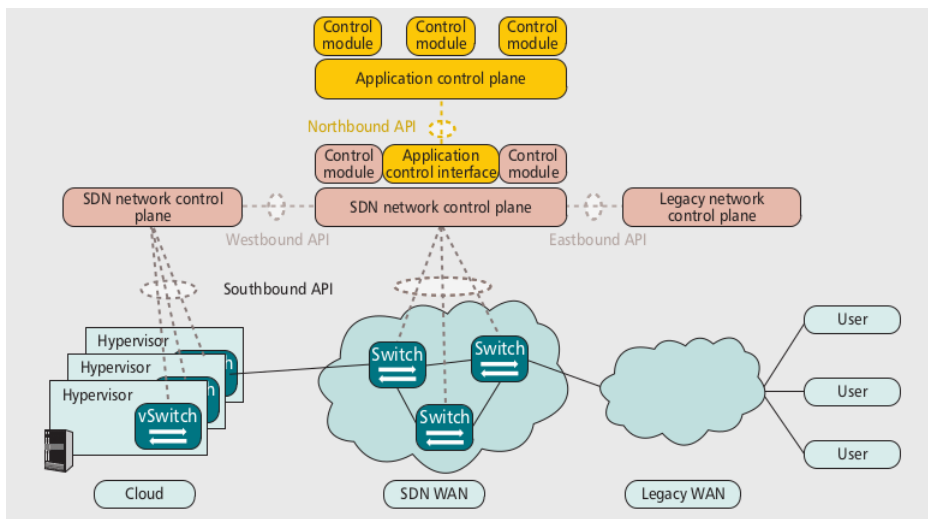 Control
module
Control
module
Control
module
Application control plane
Northbound API
Control
module
Application
control interface
Control
module
SDN network control
plane
SDN network control plane
Legacy network
control plane
Westbound API
Eastbound API
Southbound API
Hypervisor
Hypervisor
Hypervisor
vSwitch
Switch
Switch
Switch
User
User
User
Cloud
SDN WAN
Legacy WAN